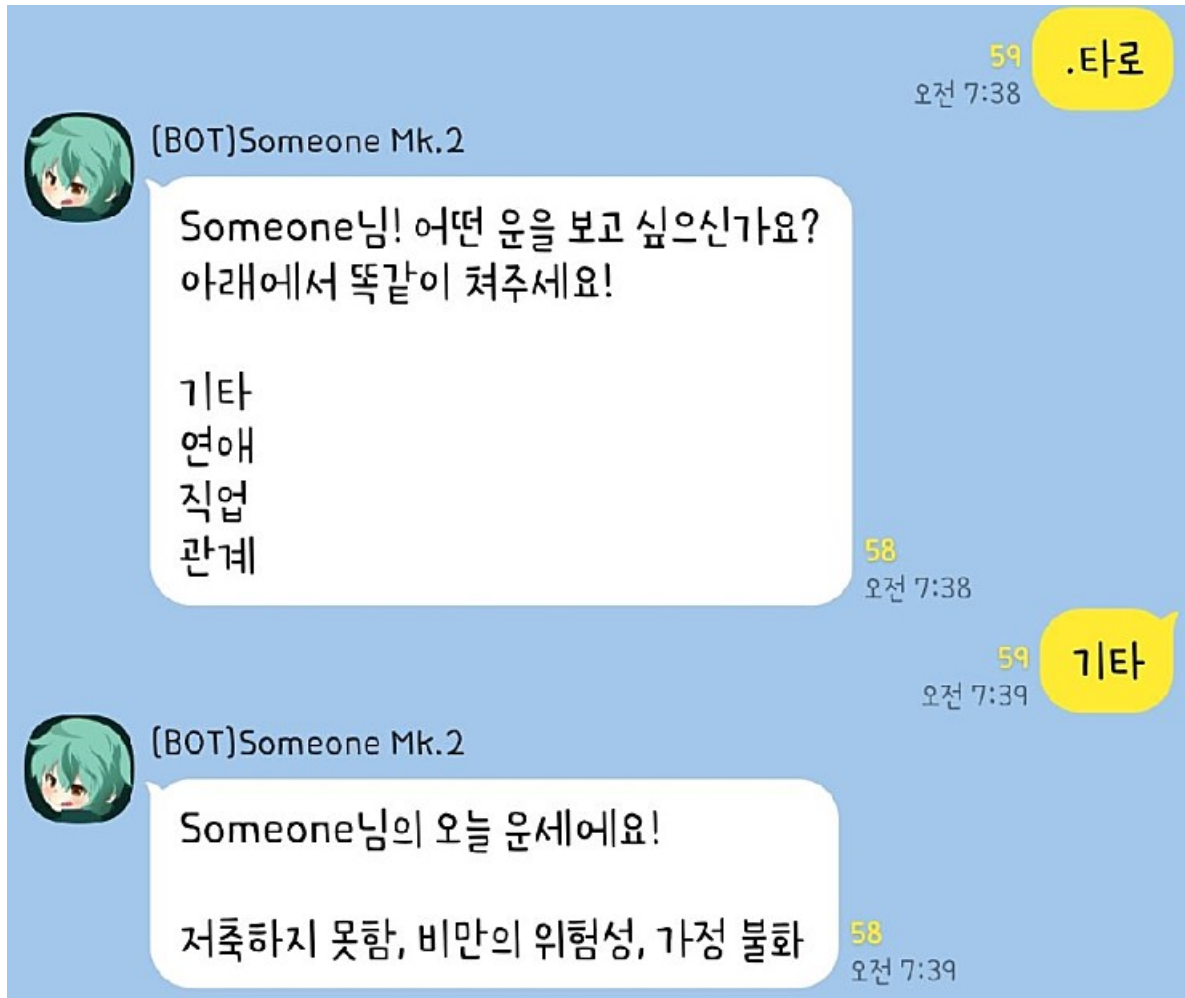 .타로
59
오전 7:38
[BOT]Someone Mk.2
Someone님! 어떤 운을 보고 싶으신가요?
아래에서 똑같이 쳐주세요!
기타
연애
직업
관계
58
오전 7:38
기타
59
오전 7:39
[BOT]Someone Mk.2
Someone님의 오늘 운세에요!
저축하지 못함, 비만의 위험성, 가정 불화
58
오전 7:39